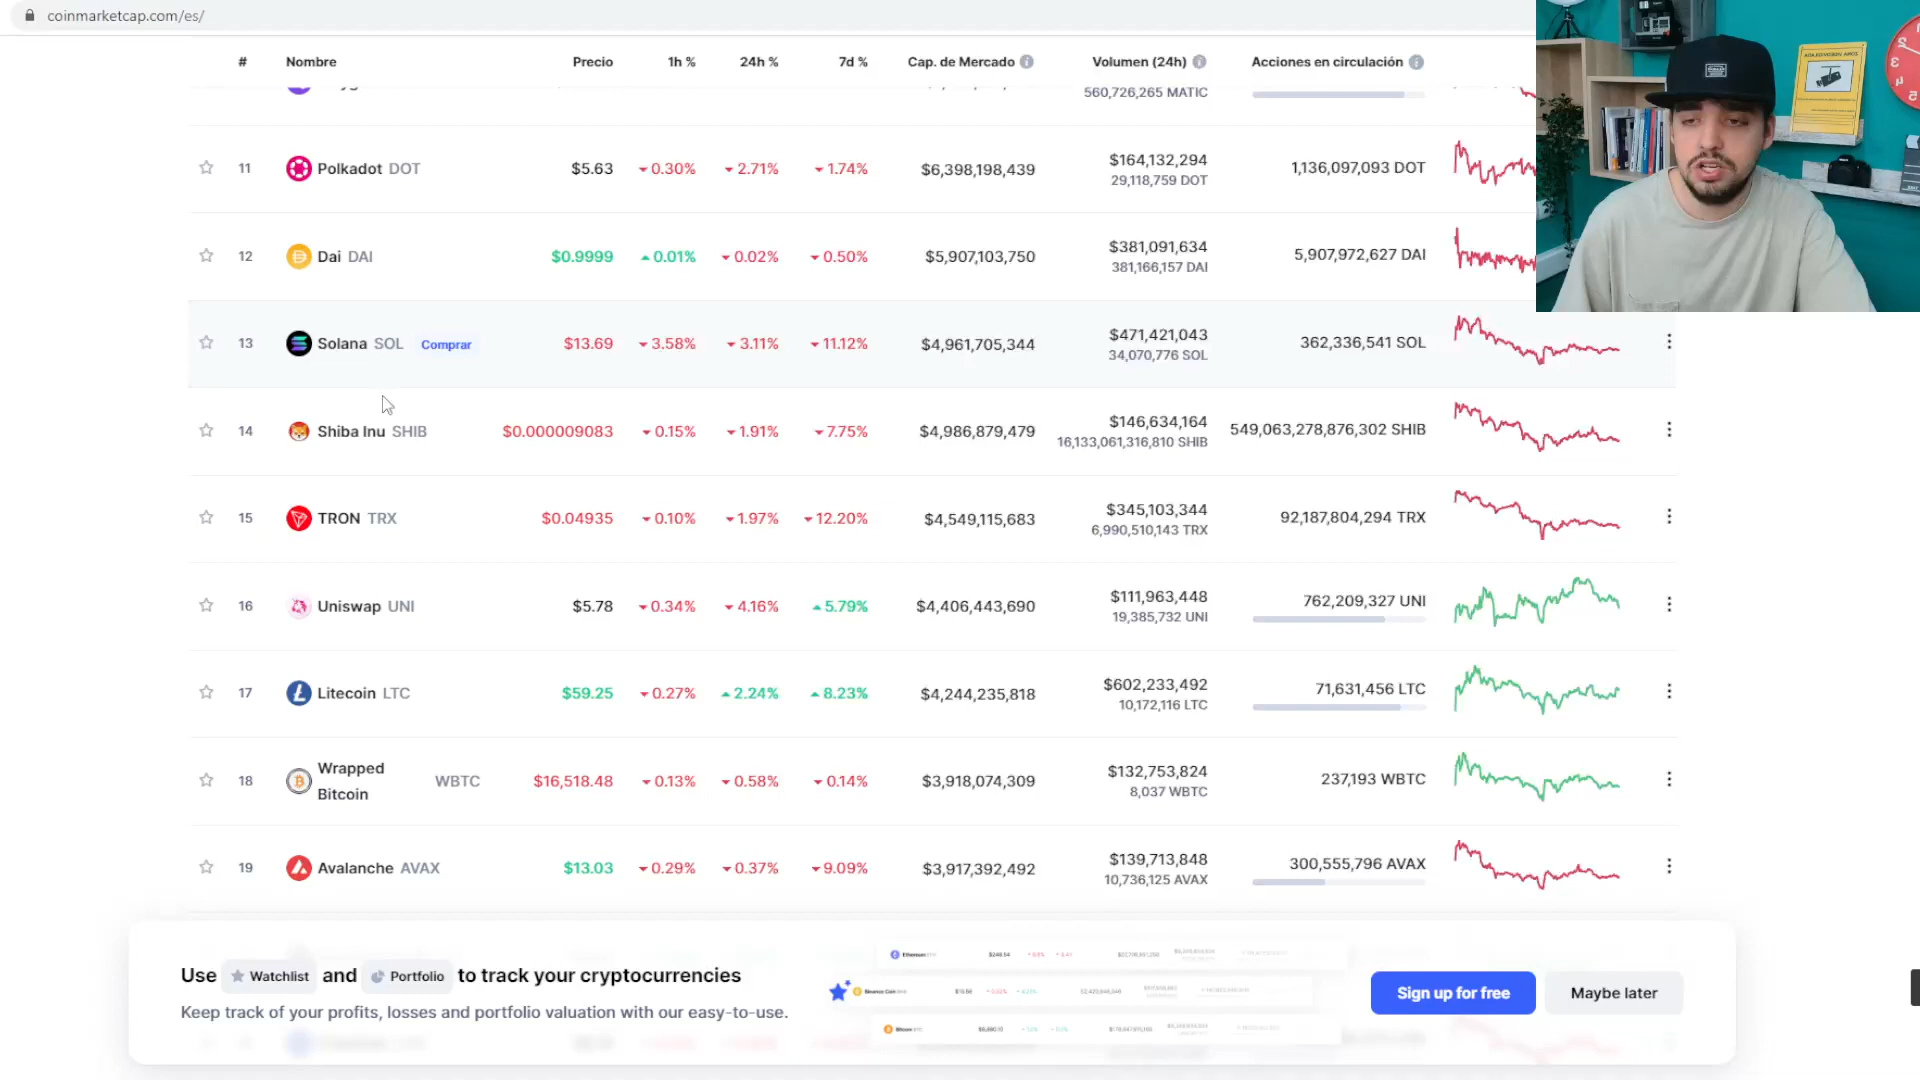 coinmarketcap.com/es/
# Nombre Precio 1h % 24h % 7d % Cap. de Mercado Volumen (24h) Acciones en circulación
560,726,265 MATIC
11 Polkadot DOT $5.63 0.30% 2.71% 1.74% $6,398,198,439 $164,132,294 1,136,097,093 DOT
29,118,759 DOT
12 Dai DAI $0.9999 0.01% 0.02% 0.50% $5,907,103,750 $381,091,634 5,907,972,627 DAI
381,166,157 DAI
13 Solana SOL Comprar $13.69 3.58% 3.11% 11.12% $4,961,705,344 $471,421,043 362,336,541 SOL
34,070,776 SOL
14 Shiba Inu SHIB $0.000009083 0.15% 1.91% 7.75% $4,986,879,479 $146,634,164 549,063,278,876,302 SHIB
16,133,061,316,810 SHIB
15 TRON TRX $0.04935 0.10% 1.97% 12.20% $4,549,115,683 $345,103,344 92,187,804,294 TRX
6,990,510,143 TRX
16 Uniswap UNI $5.78 0.34% 4.16% 5.79% $4,406,443,690 $111,963,448 762,209,327 UNI
19,385,732 UNI
17 Litecoin LTC $59.25 0.27% 2.24% 8.23% $4,244,235,818 $602,233,492 71,631,456 LTC
10,172,116 LTC
18 Wrapped Bitcoin WBTC $16,518.48 0.13% 0.58% 0.14% $3,918,074,309 $132,753,824 237,193 WBTC
8,037 WBTC
19 Avalanche AVAX $13.03 0.29% 0.37% 9.09% $3,917,392,492 $139,713,848 300,555,796 AVAX
10,736,125 AVAX
Use Watchlist and Portfolio to track your cryptocurrencies
Keep track of your profits, losses and portfolio valuation with our easy-to-use.
Sign up for free
Maybe later